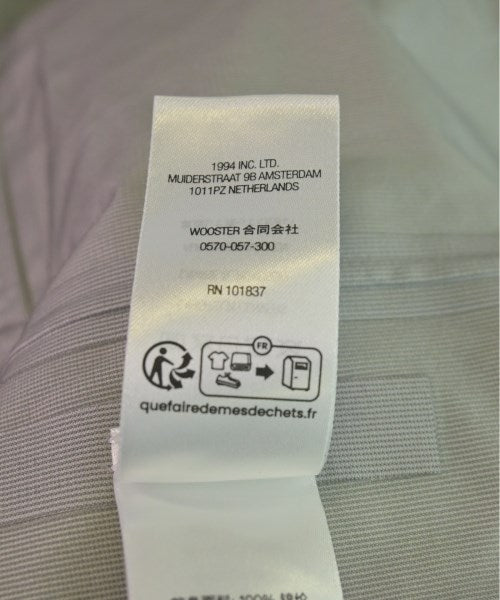 1994 INC. LTD.
MUIDERSTRAAT 9B AMSTERDAM
1011PZ NETHERLANDS
WOOSTER 合同会社
0570-057-300
RN 101837
FR
quefairedemesdechets.fr
100%